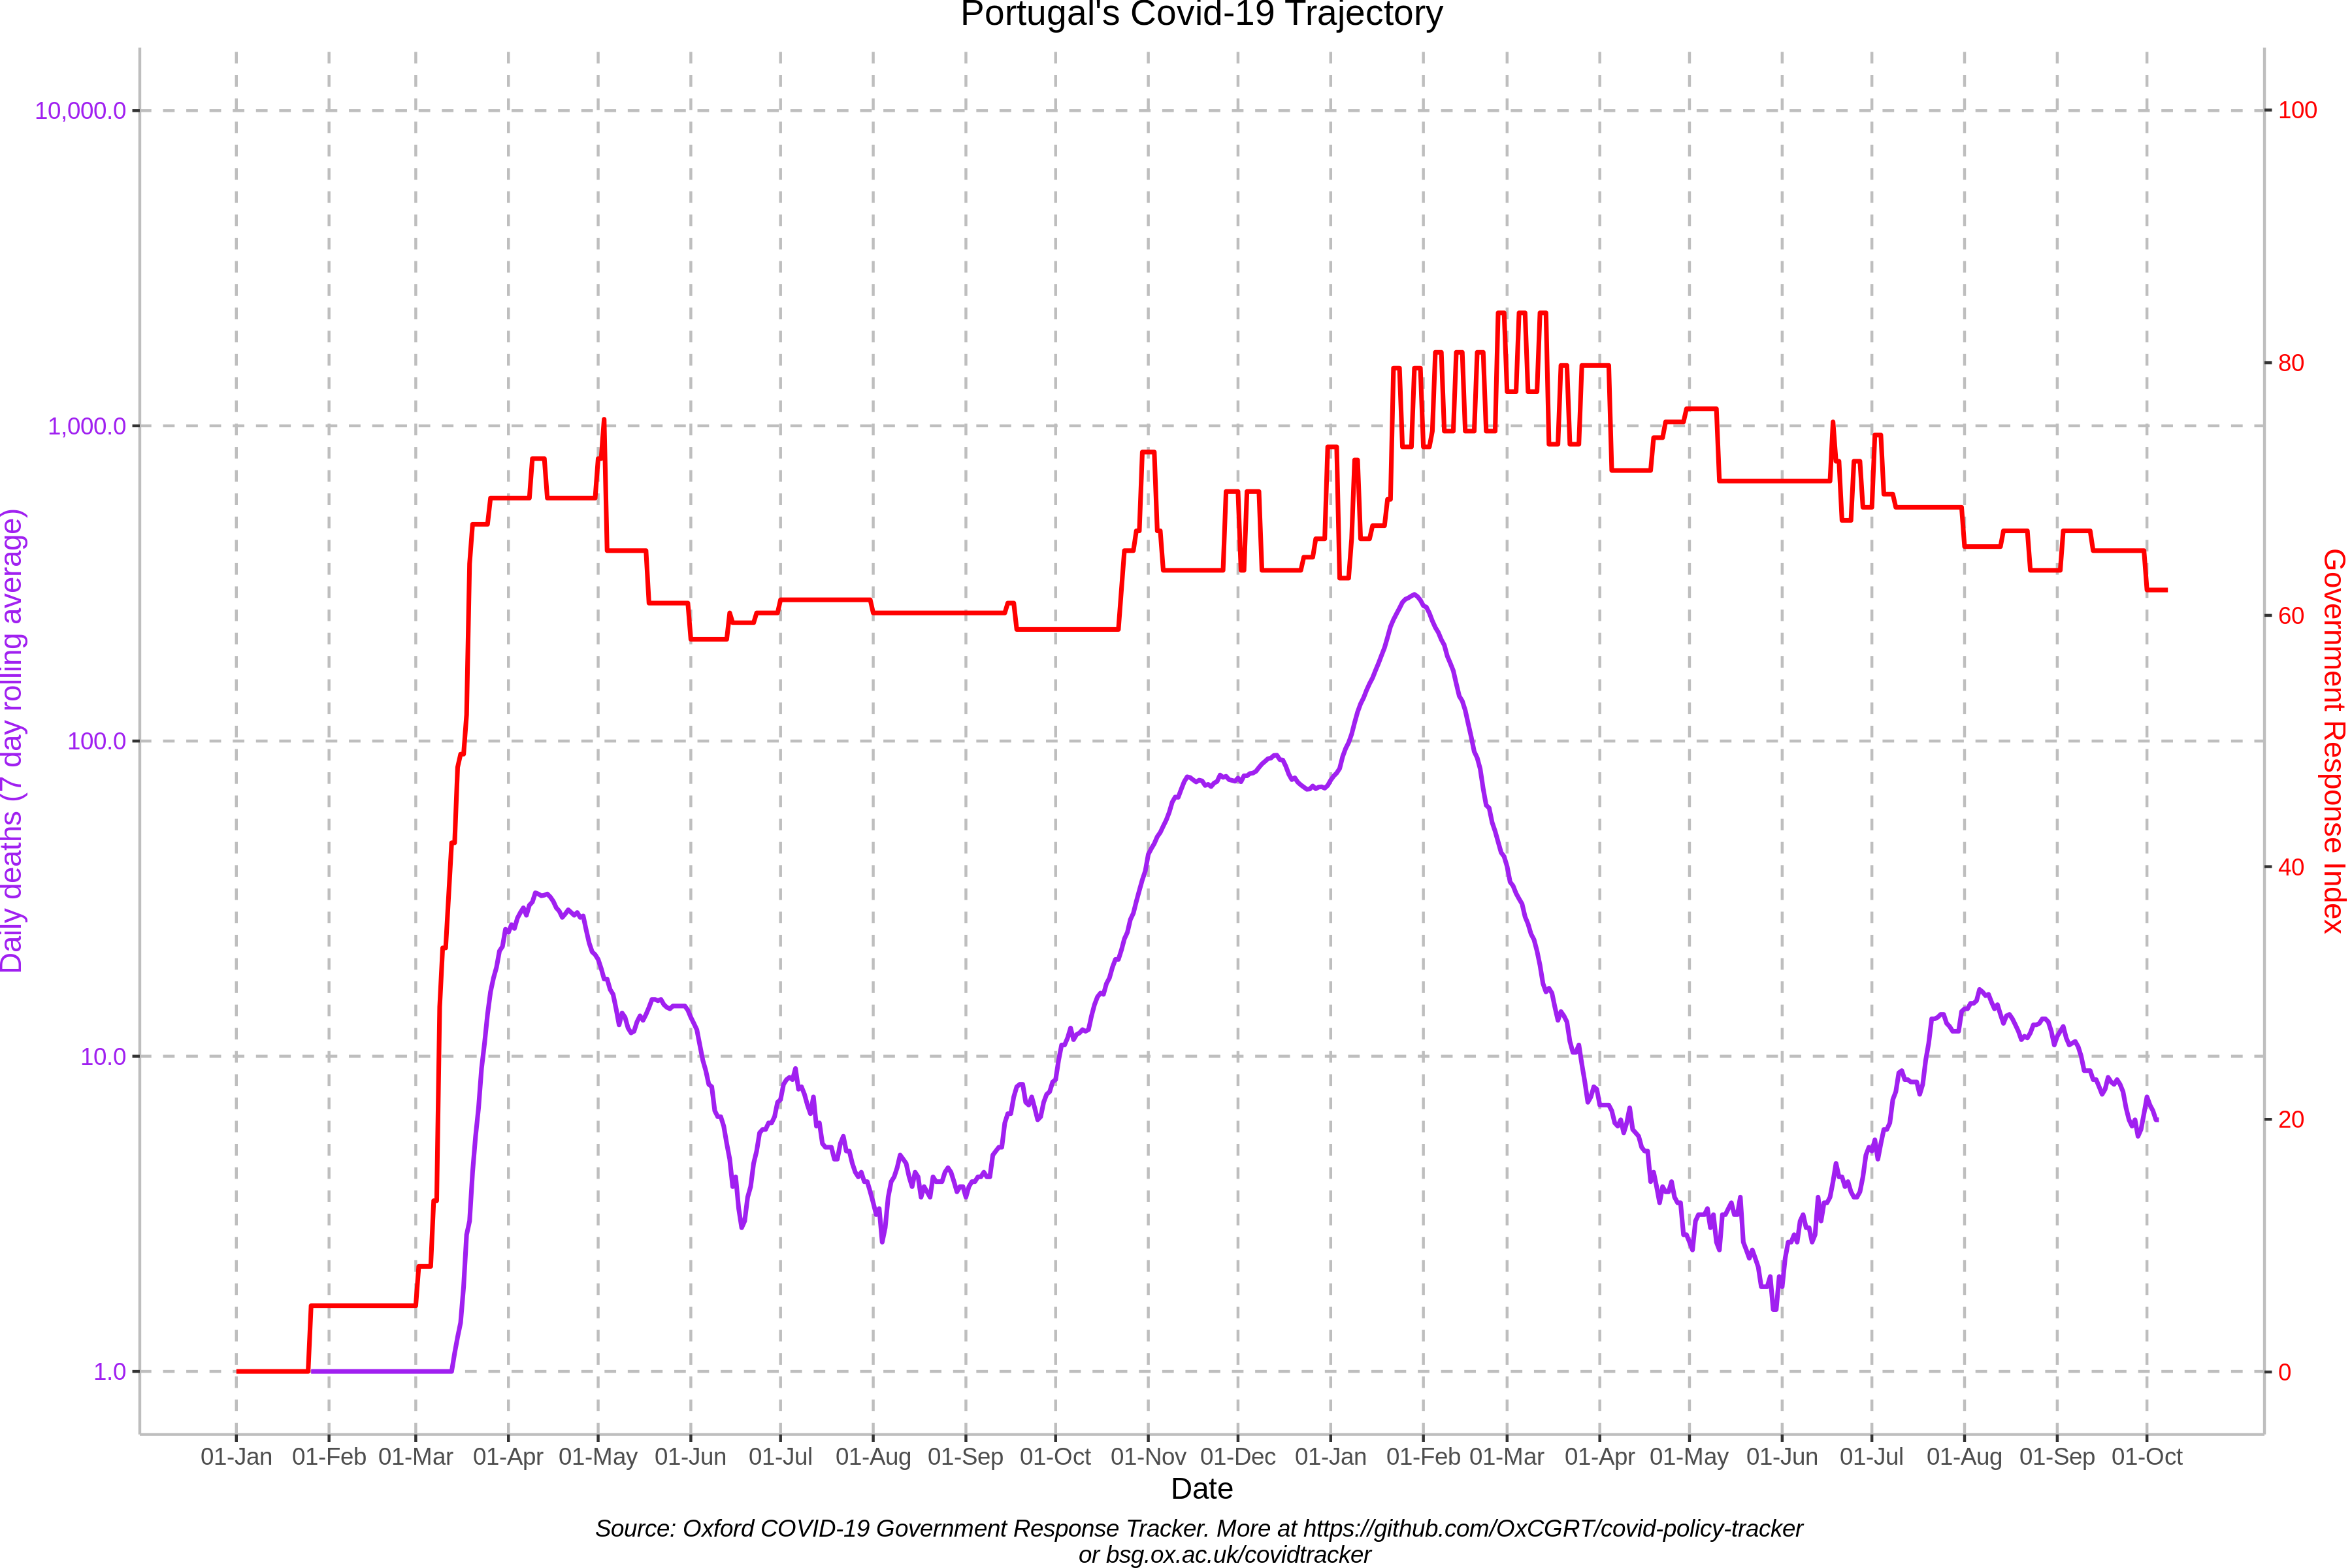 Portugal's Covid-19 Trajectory
Daily deaths (7 day rolling average)
10,000.0
1,000.0
100.0
10.0
1.0
100
80
60
40
20
0
Government Response Index
01-Jan 01-Feb 01-Mar 01-Apr 01-May 01-Jun 01-Jul 01-Aug 01-Sep 01-Oct 01-Nov 01-Dec 01-Jan 01-Feb 01-Mar 01-Apr 01-May 01-Jun 01-Jul 01-Aug 01-Sep 01-Oct
Date
Source: Oxford COVID-19 Government Response Tracker. More at https://github.com/OxCGRT/covid-policy-tracker
or bsg.ox.ac.uk/covidtracker